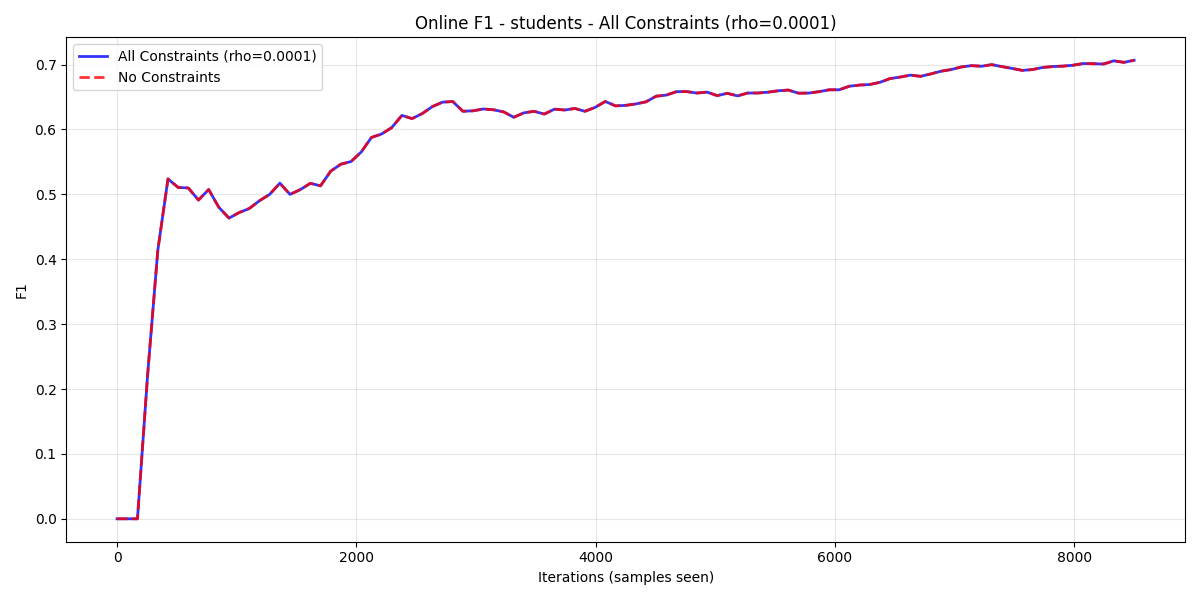 Online F1 - students - All Constraints (rho=0.0001)
All Constraints (rho=0.0001)
No Constraints
F1
0.7
0.6
0.5
0.4
0.3
0.2
0.1
0.0
0 2000 4000 6000 8000
Iterations (samples seen)